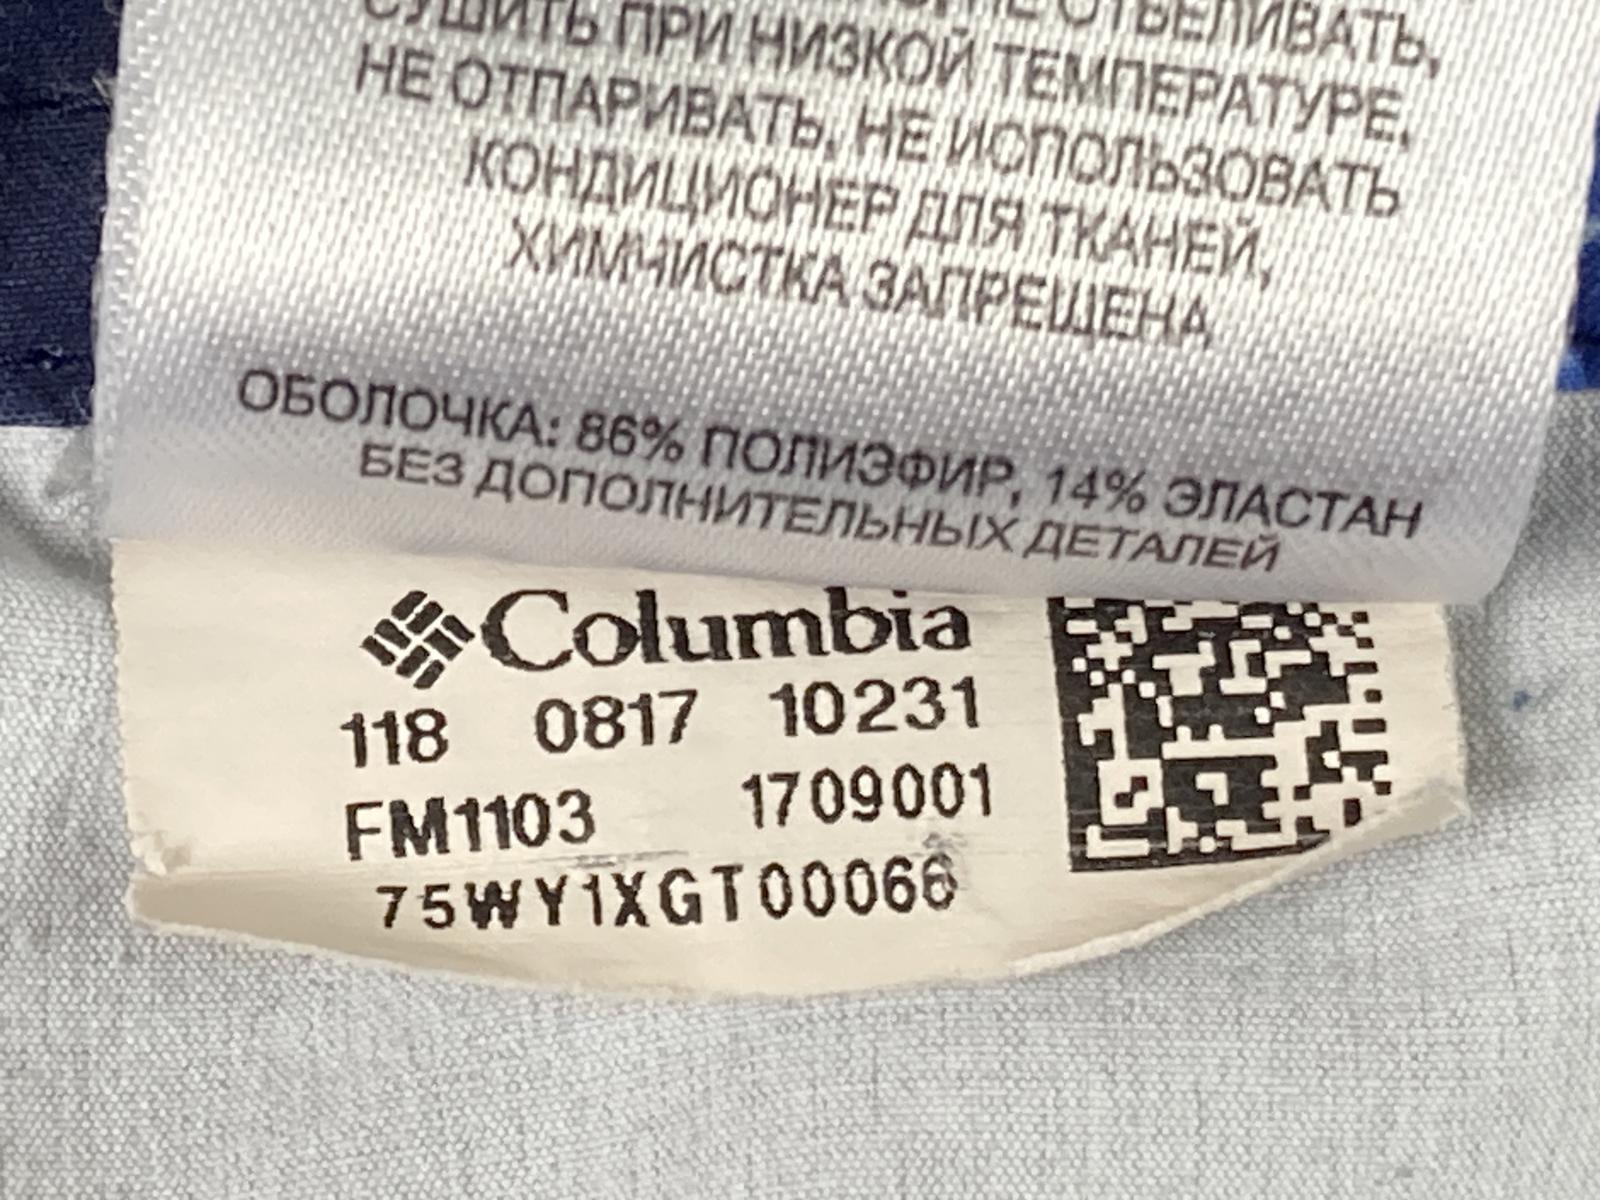 ОТБЕЛИВАТЬ,
СУШИТЬ ПРИ НИЗКОЙ ТЕМПЕРАТУРЕ,
НЕ ОТПАРИВАТЬ, НЕ ИСПОЛЬЗОВАТЬ
КОНДИЦИОНЕР ДЛЯ ТКАНЕЙ,
ХИМЧИСТКА ЗАПРЕЩЕНА
ОБОЛОЧКА: 86% ПОЛИЭФИР, 14% ЭЛАСТАН
БЕЗ ДОПОЛНИТЕЛЬНЫХ ДЕТАЛЕЙ
Columbia
118 0817 10231
FM1103 1709001
75WY1XGT00066